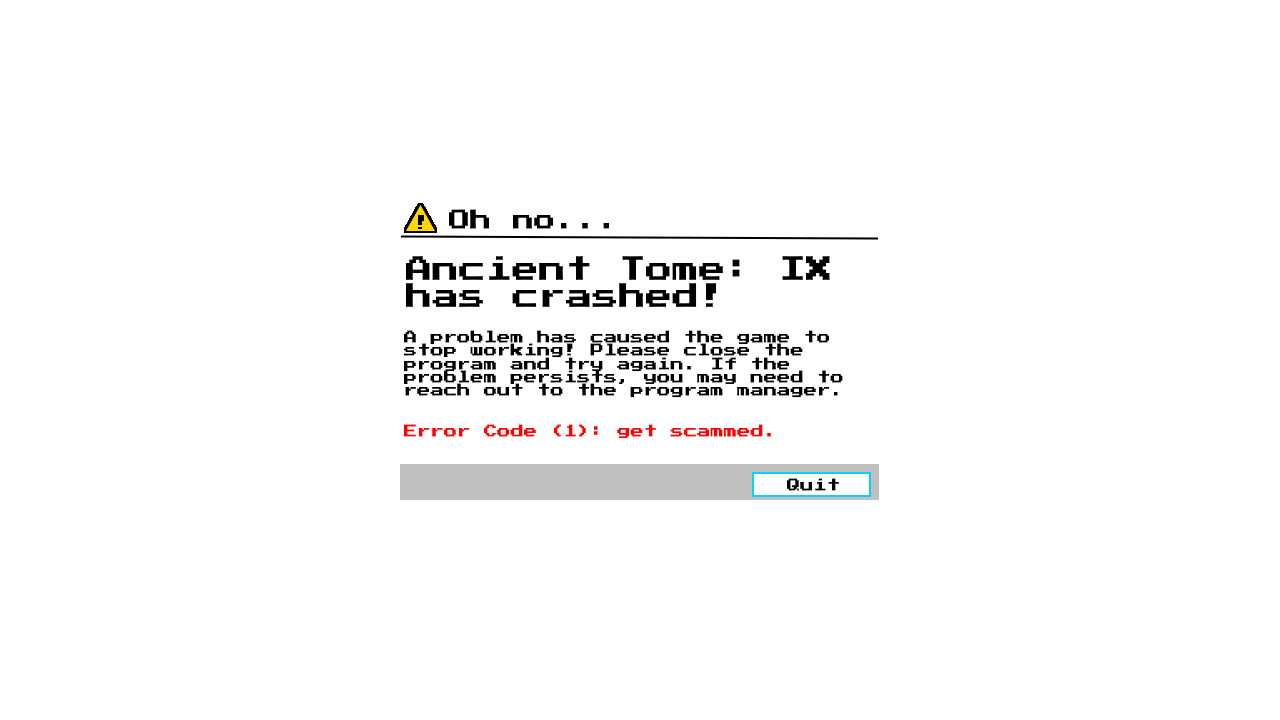 Oh no...
Ancient Tome: IX
has crashed!
A problem has caused the game to
stop working! Please close the
program and try again. If the
problem persists, you may need to
reach out to the program manager.
Error Code (1): get scammed.
Quit